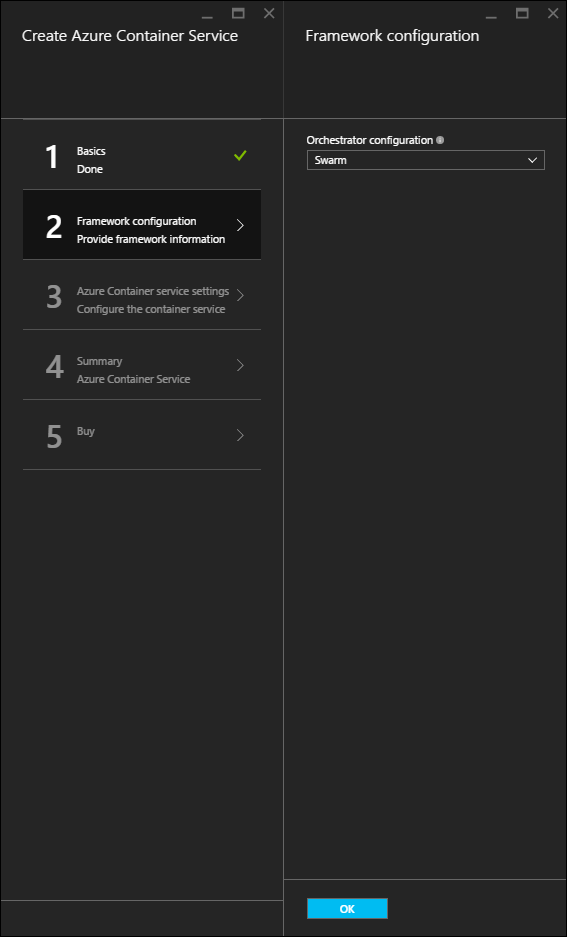 Create Azure Container Service
1
Basics
Done
2
Framework configuration
Provide framework information
3
Azure Container service settings
Configure the container service
4
Summary
Azure Container Service
5
Buy
Framework configuration
Orchestrator configuration
Swarm
OK